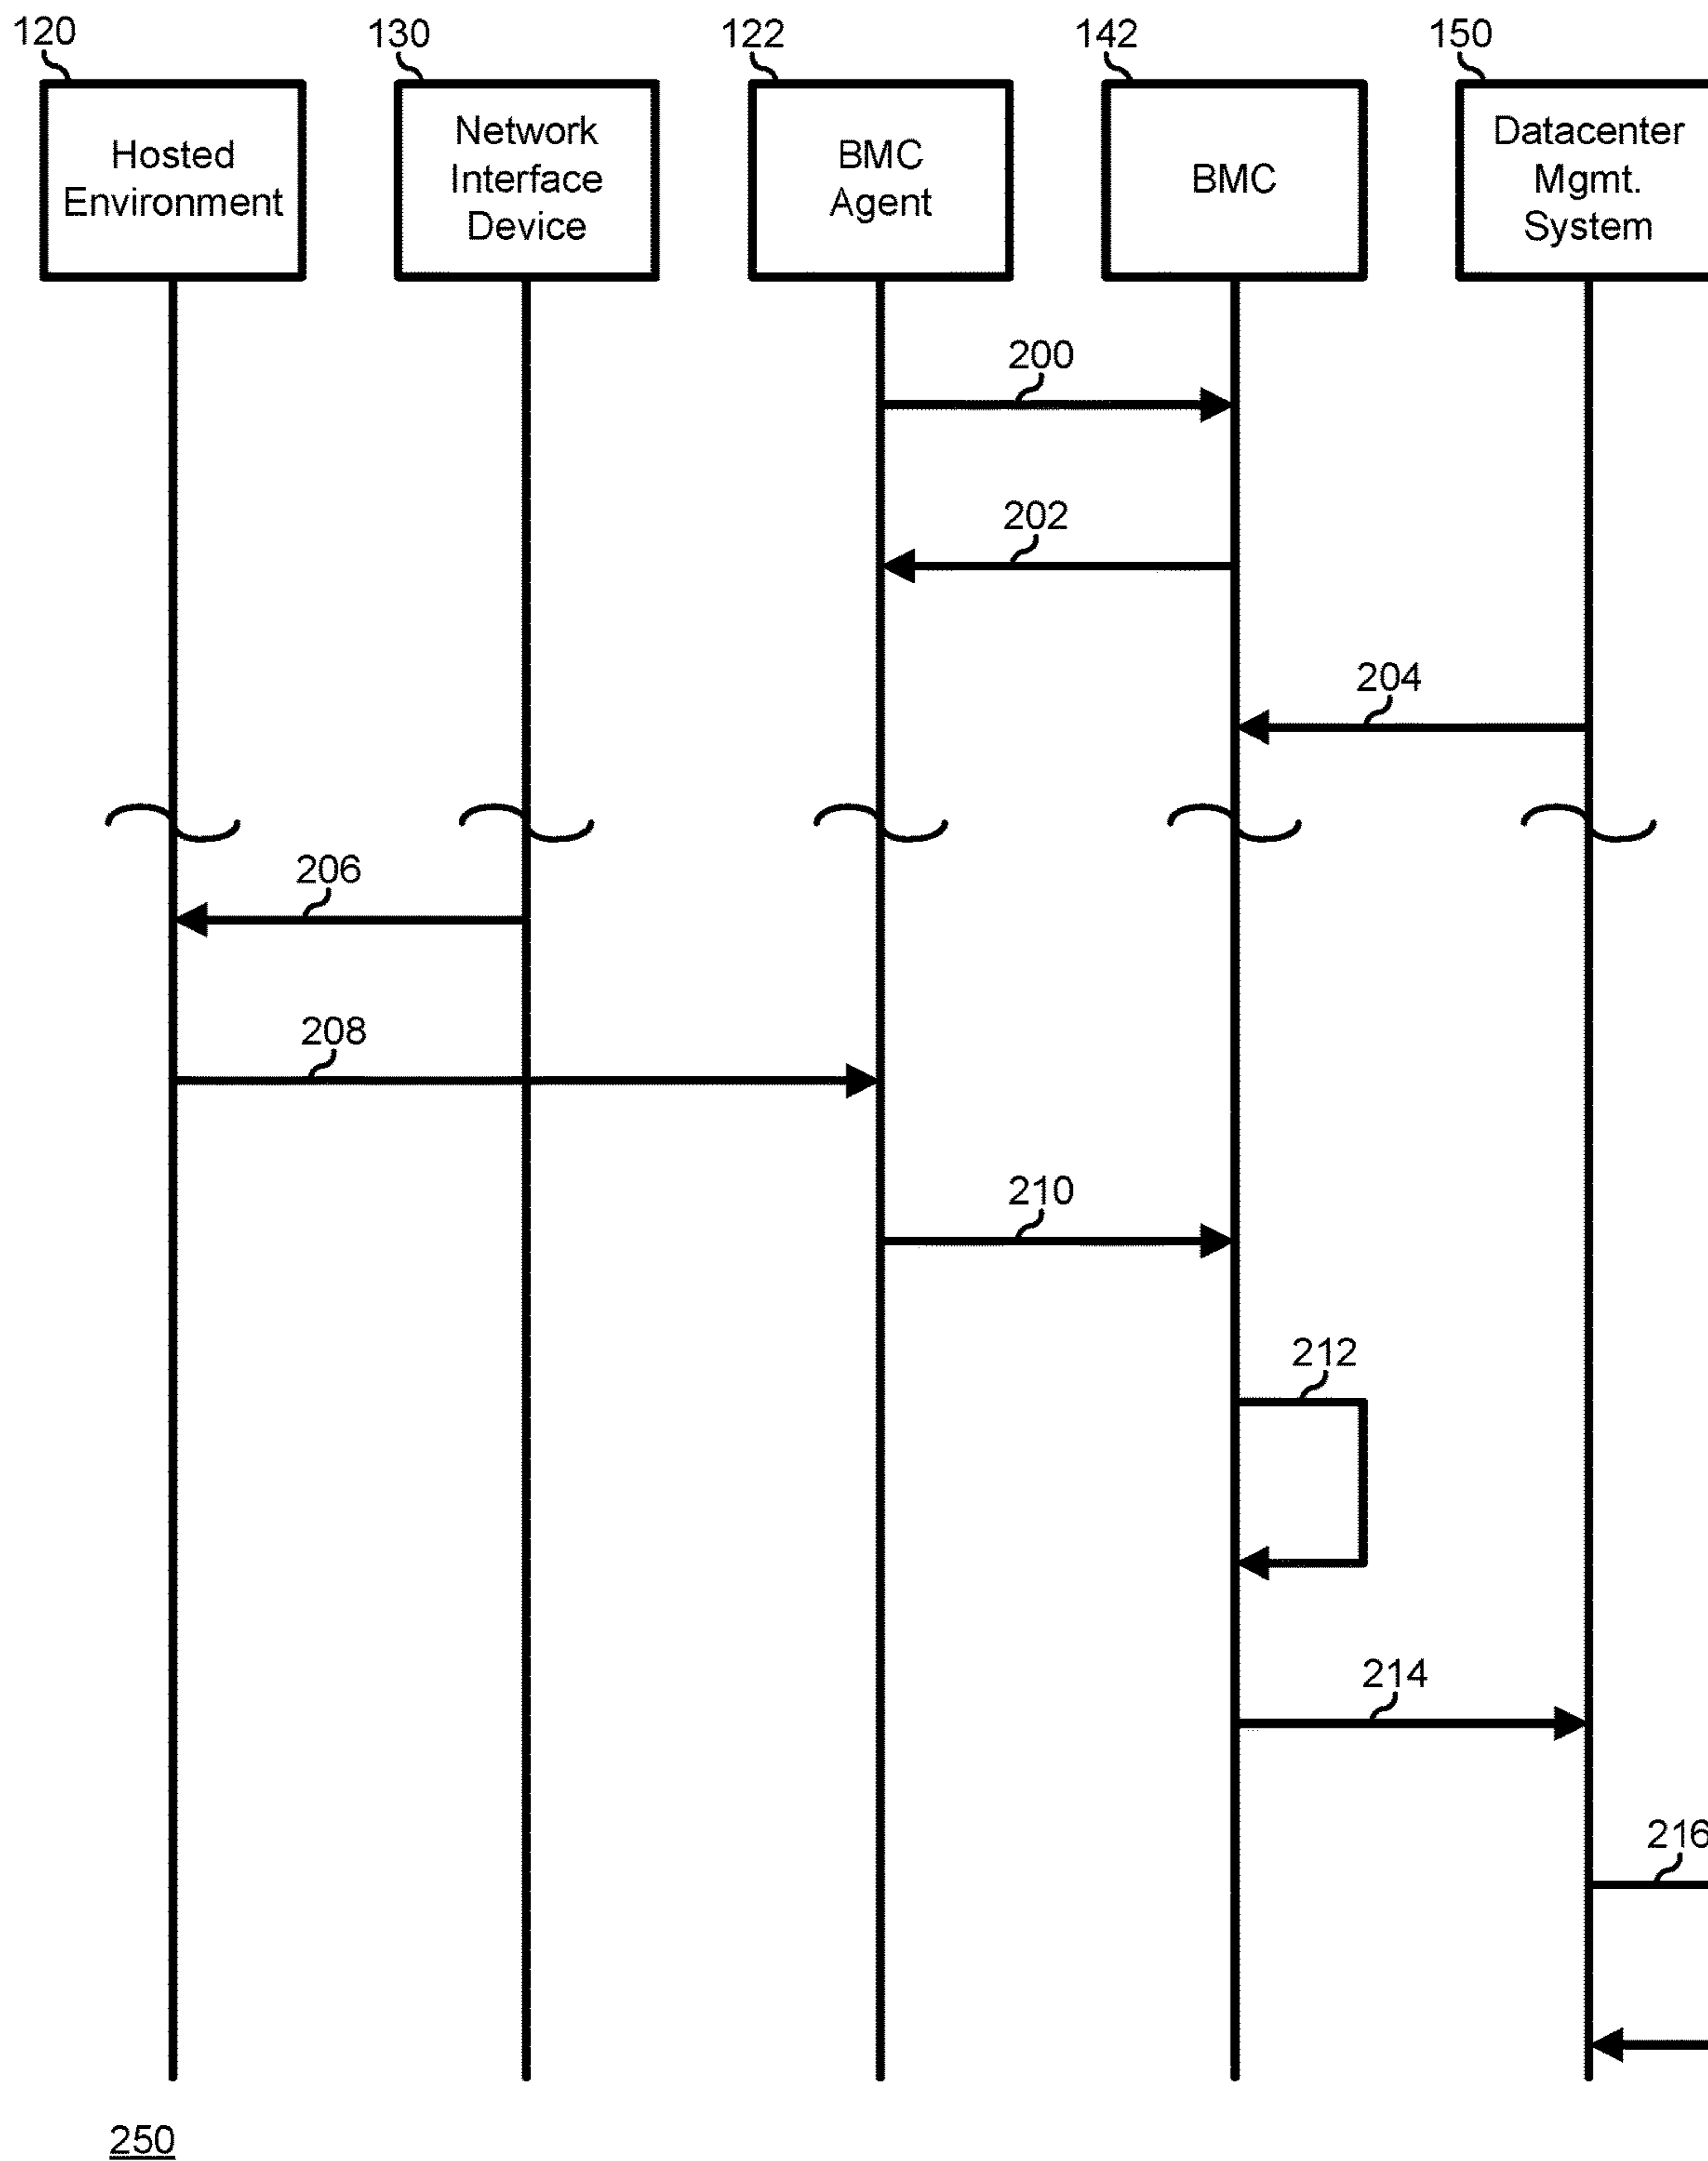 120
130
122
142
150
Hosted
Environment
Network
Interface
Device
BMC
Agent
BMC
Datacenter
Mgmt.
System
200
202
204
206
208
210
212
214
216
250